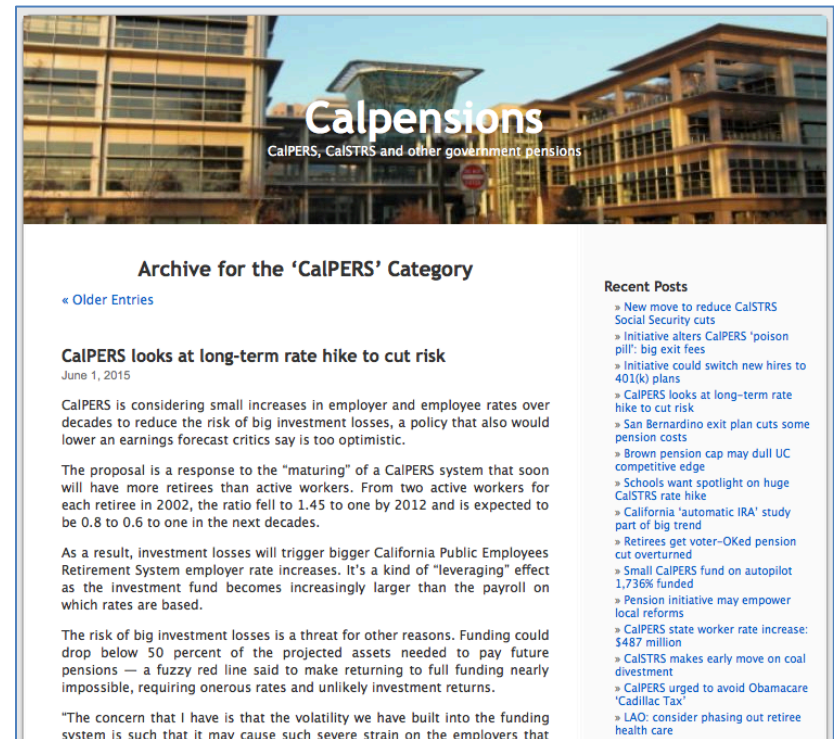 Calpensions
CalPERS, CalSTRS and other government pensions
Archive for the ‘CalPERS’ Category
« Older Entries
CalPERS looks at long-term rate hike to cut risk
June 1, 2015
CalPERS is considering small increases in employer and employee rates over
decades to reduce the risk of big investment losses, a policy that also would
lower an earnings forecast critics say is too optimistic.
The proposal is a response to the “maturing” of a CalPERS system that soon
will have more retirees than active workers. From two active workers for
each retiree in 2002, the ratio fell to 1.45 to one by 2012 and is expected to
be 0.8 to 0.6 to one in the next decades.
As a result, investment losses will trigger bigger California Public Employees
Retirement System employer rate increases. It’s a kind of “leveraging” effect
as the investment fund becomes increasingly larger than the payroll on
which rates are based.
The risk of big investment losses is a threat for other reasons. Funding could
drop below 50 percent of the projected assets needed to pay future
pensions — a fuzzy red line said to make returning to full funding nearly
impossible, requiring onerous rates and unlikely investment returns.
“The concern that I have is that the volatility we have built into the funding
system is such that it may cause such severe strain on the employers that
Recent Posts
» New move to reduce CalSTRS
Social Security cuts
» Initiative alters CalPERS ‘poison
pill’: big exit fees
» Initiative could switch new hires to
401(k) plans
» CalPERS looks at long-term rate
hike to cut risk
» San Bernardino exit plan cuts some
pension costs
» Brown pension cap may dull UC
competitive edge
» Schools want spotlight on huge
CalSTRS rate hike
» California ‘automatic IRA’ study
part of big trend
» Retirees get voter-OKed pension
cut overturned
» Small CalPERS fund on autopilot
1,736% funded
» Pension initiative may empower
local reforms
» CalPERS state worker rate increase:
$487 million
» CalSTRS makes early move on coal
divestment
» CalPERS urged to avoid Obamacare
‘Cadillac Tax’
» LAO: consider phasing out retiree
health care